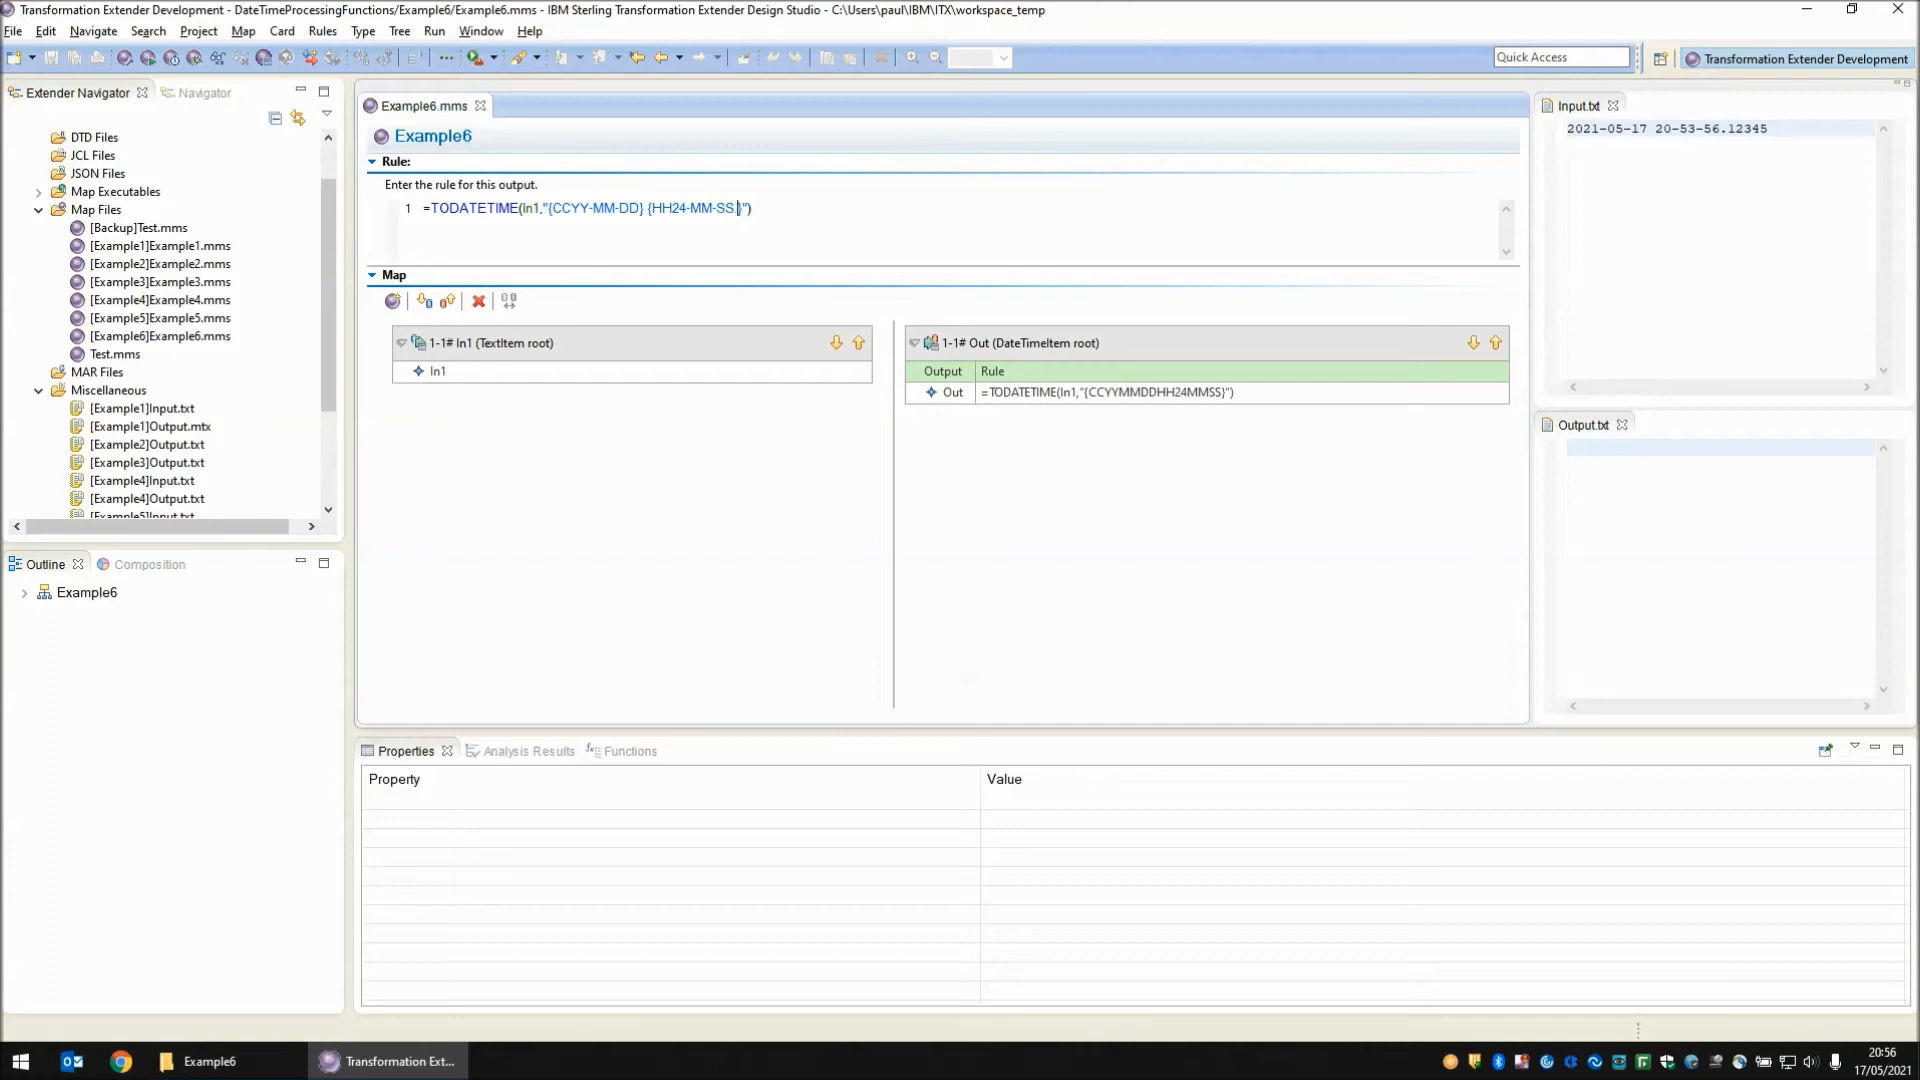 Transformation Extender Development - DateTimeProcessingFunctions/Example6/Example6.mms - IBM Sterling Transformation Extender Design Studio - C:\Users\paul\IBM\ITX\workspace_temp
File Edit Navigate Search Project Map Card Rules Type Tree Run Window Help
Quick Access
Transformation Extender Development
Extender Navigator
Navigator
DTD Files
JCL Files
JSON Files
Map Executables
Map Files
[Backup]Test.mms
[Example1]Example1.mms
[Example2]Example2.mms
[Example3]Example3.mms
[Example4]Example4.mms
[Example5]Example5.mms
[Example6]Example6.mms
Test.mms
MAR Files
Miscellaneous
[Example1]Input.txt
[Example1]Output.mtx
[Example2]Output.txt
[Example3]Output.txt
[Example4]Input.txt
[Example4]Output.txt
[Example5]Input.txt
Outline
Composition
Example6
Example6.mms
Example6
Rule:
Enter the rule for this output.
1 =TODATETIME(In1,"{CCYY-MM-DD} {HH24-MM-SS.}")
Map
1-1# In1 (TextItem root)
In1
1-1# Out (DateTimeItem root)
Output Rule
Out =TODATETIME(In1,"{CCYYMMDDHH24MMSS}")
Input.txt
2021-05-17 20-53-56.12345
Output.txt
Properties
Analysis Results
Functions
Property Value
Example6
Transformation Ext...
20:56
17/05/2021